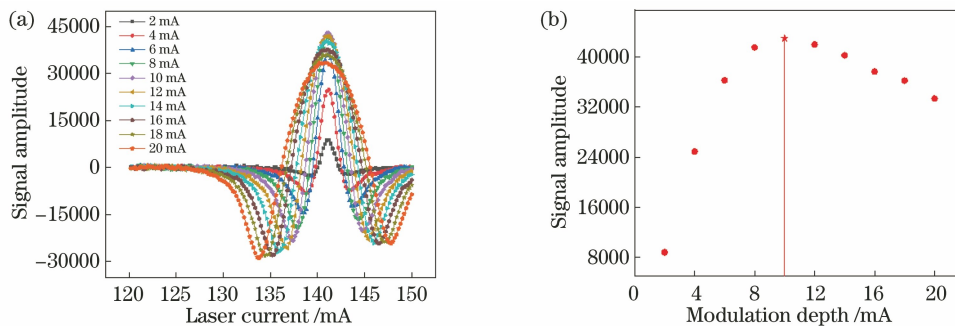 (a)
45000
30000
15000
0
−15000
−30000
Signal amplitude
2 mA
4 mA
6 mA
8 mA
10 mA
12 mA
14 mA
16 mA
18 mA
20 mA
120 125 130 135 140 145 150
Laser current /mA
(b)
40000
32000
24000
16000
8000
Signal amplitude
0 4 8 12 16 20
Modulation depth /mA